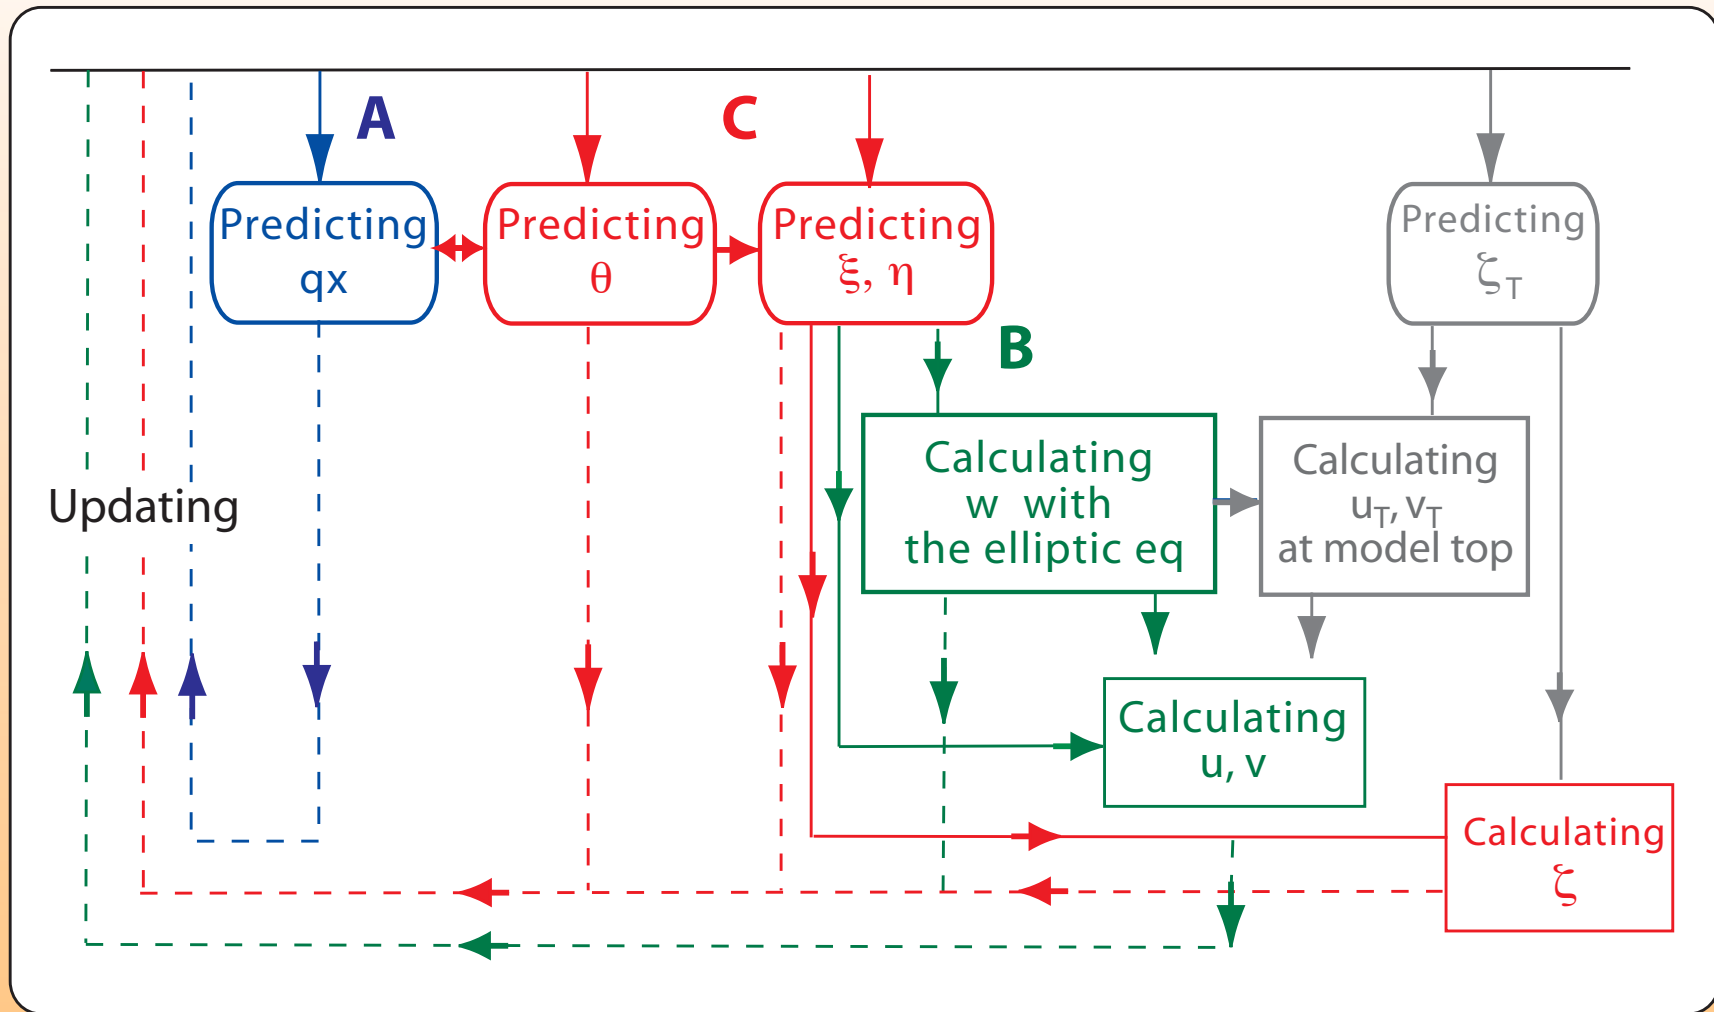 A
C
Predicting
qx
Predicting
θ
Predicting
ξ, η
Predicting
ζT
B
Calculating
w with
the elliptic eq
Calculating
uT, vT
at model top
Updating
Calculating
u, v
Calculating
ζ